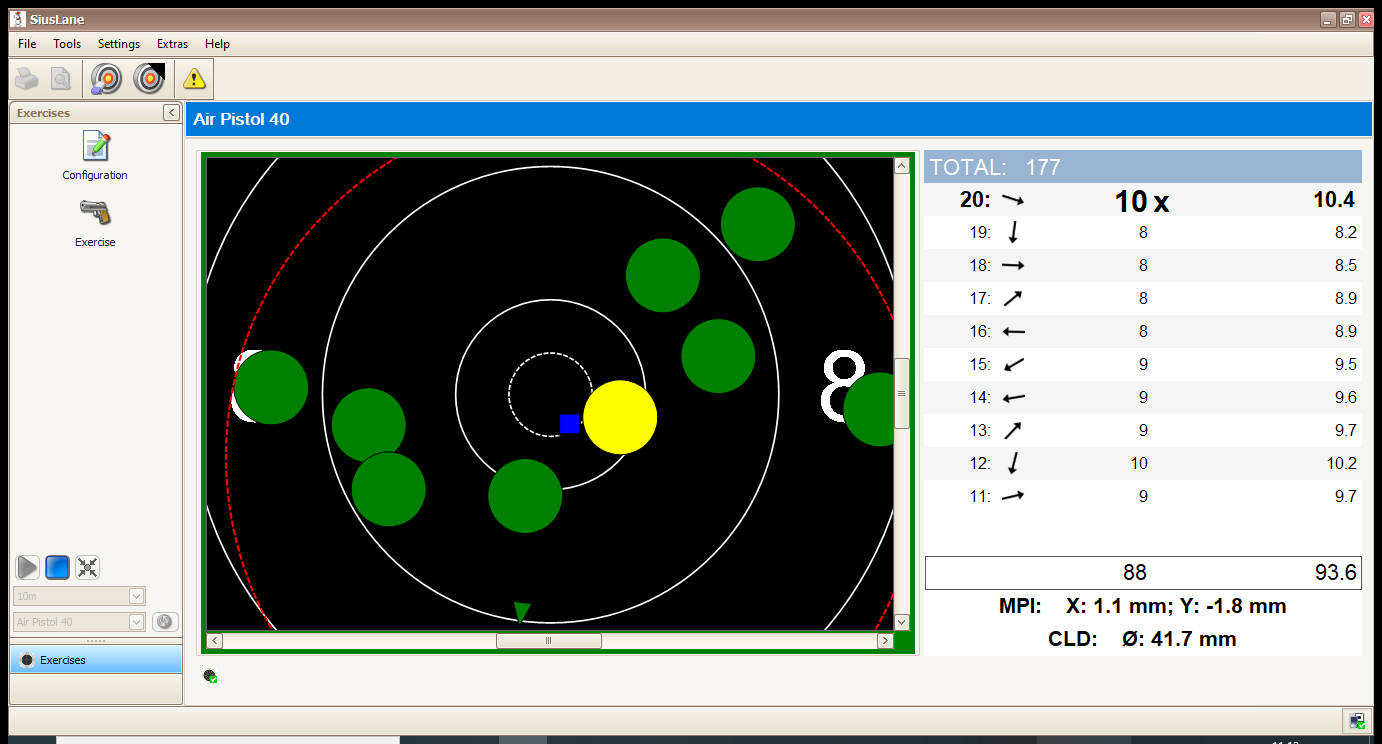 SiusLane
File Tools Settings Extras Help
Exercises
Configuration
Exercise
10m
Air Pistol 40
Exercises
Air Pistol 40
8
TOTAL: 177
20: 10 x 10.4
19: 8 8.2
18: 8 8.5
17: 8 8.9
16: 8 8.9
15: 9 9.5
14: 9 9.6
13: 9 9.7
12: 10 10.2
11: 9 9.7
88 93.6
MPI: X: 1.1 mm; Y: -1.8 mm
CLD: Ø: 41.7 mm